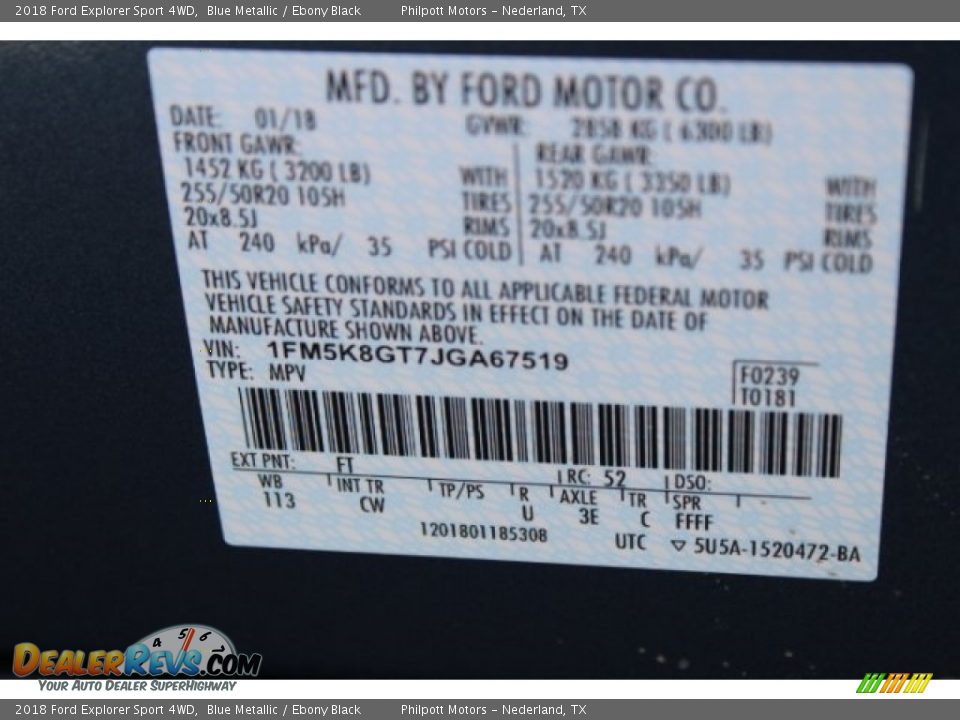 2018 Ford Explorer Sport 4WD, Blue Metallic / Ebony Black Philpott Motors – Nederland, TX
MFD. BY FORD MOTOR CO.
DATE: 01/18 GVWR: 2858 KG ( 6300 LB)
FRONT GAWR: REAR GAWR:
1452 KG ( 3200 LB) WITH 1520 KG ( 3350 LB) WITH
255/50R20 105H TIRES 255/50R20 105H TIRES
20x8.5J RIMS 20x8.5J RIMS
AT 240 kPa/ 35 PSI COLD AT 240 kPa/ 35 PSI COLD
THIS VEHICLE CONFORMS TO ALL APPLICABLE FEDERAL MOTOR
VEHICLE SAFETY STANDARDS IN EFFECT ON THE DATE OF
MANUFACTURE SHOWN ABOVE.
VIN: 1FM5K8GT7JGA67519
TYPE: MPV
F0239
T0181
EXT PNT: FT RC: 52 DSO:
WB INT TR TP/PS R AXLE TR SPR
113 CW U 3E C FFFF
1201801185308 UTC ▽ 5U5A-1520472-BA
4 5 6
DEALERREVS.COM
YOUR AUTO DEALER SUPERHIGHWAY
2018 Ford Explorer Sport 4WD, Blue Metallic / Ebony Black Philpott Motors – Nederland, TX